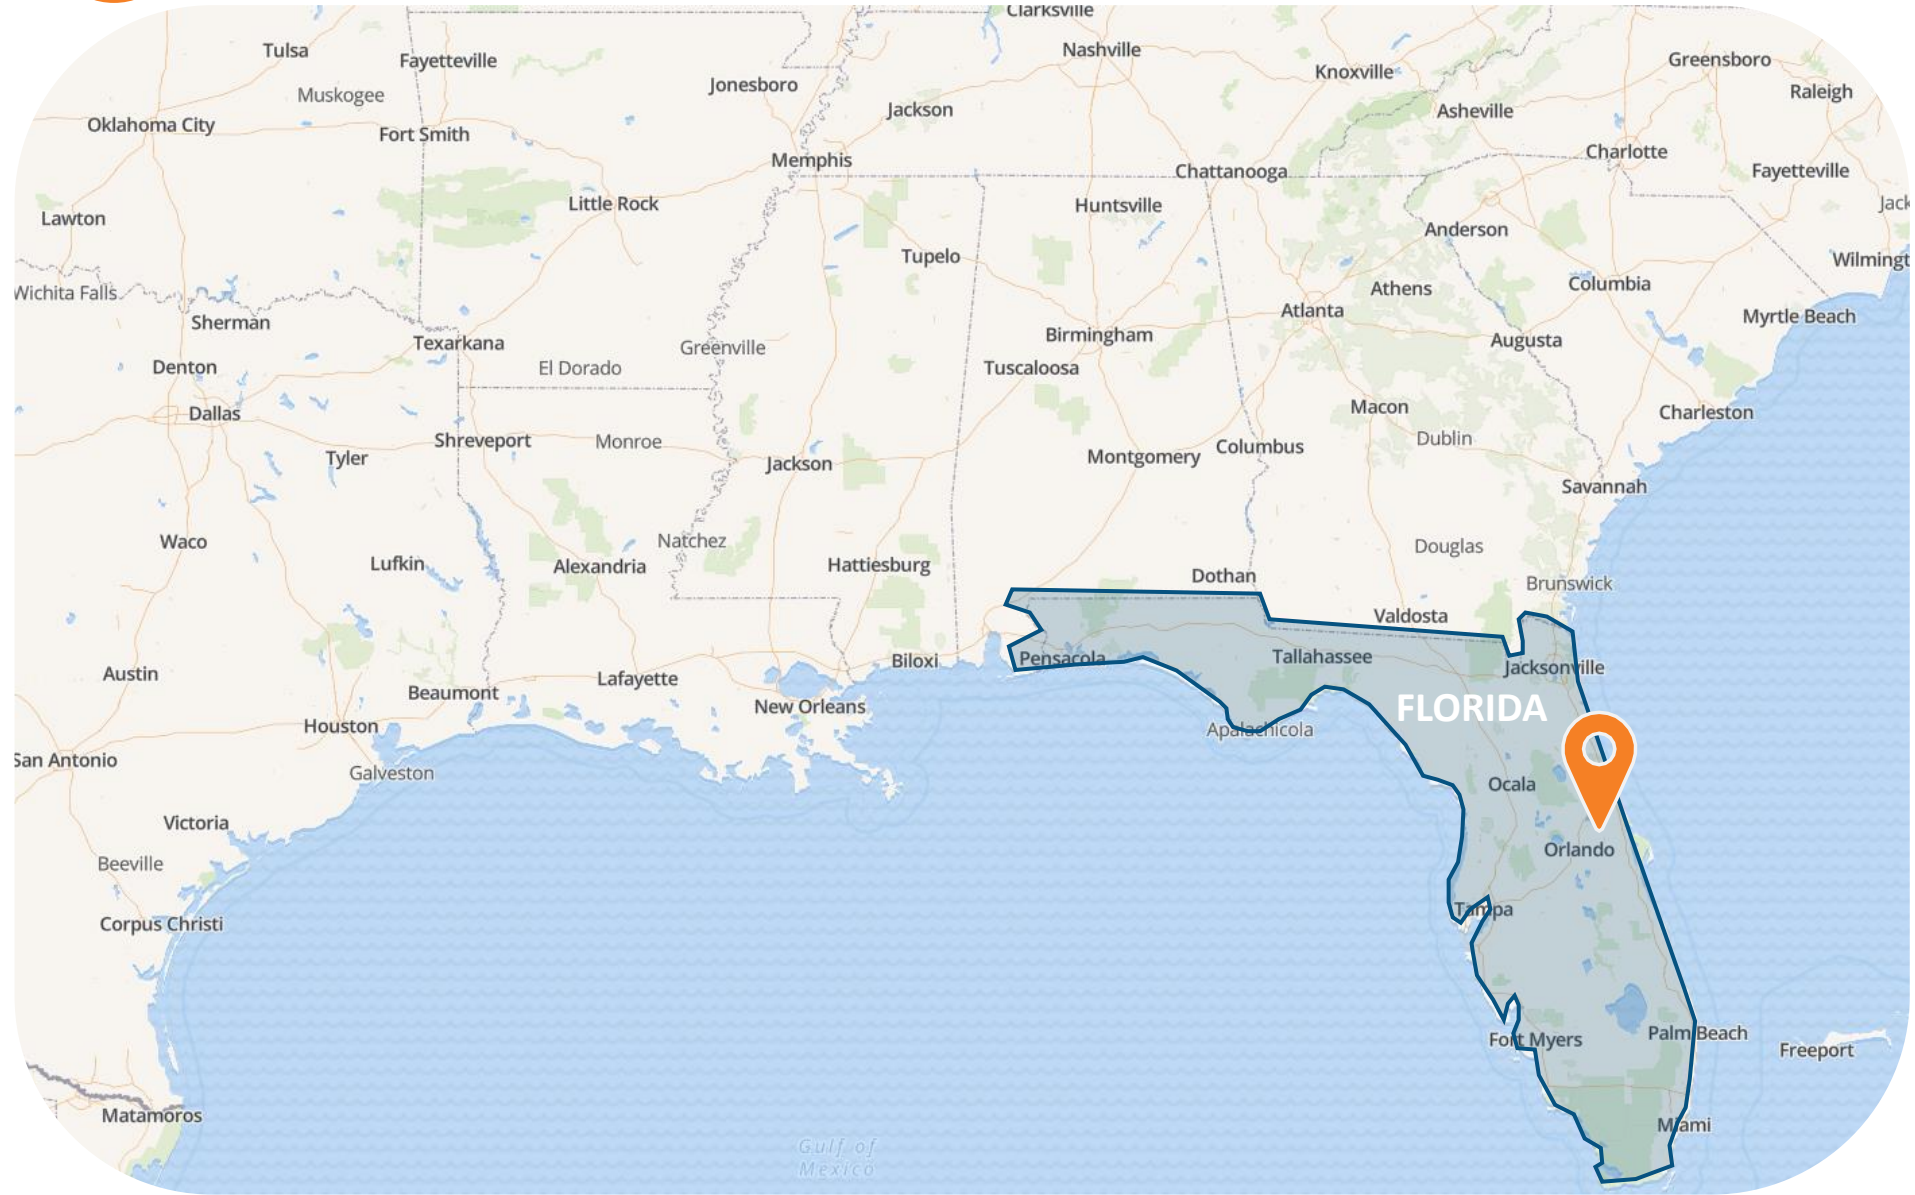 Clarksville
Tulsa
Fayetteville
Nashville
Knoxville
Greensboro
Muskogee
Jonesboro
Jackson
Asheville
Raleigh
Oklahoma City
Fort Smith
Memphis
Chattanooga
Charlotte
Fayetteville
Lawton
Little Rock
Huntsville
Anderson
Jack
Tupelo
Wilmingt
Wichita Falls
Athens
Columbia
Sherman
Atlanta
Myrtle Beach
Texarkana
Greenville
Birmingham
Augusta
Denton
El Dorado
Tuscaloosa
Dallas
Macon
Charleston
Shreveport
Monroe
Columbus
Dublin
Tyler
Jackson
Montgomery
Savannah
Waco
Natchez
Douglas
Lufkin
Alexandria
Hattiesburg
Dothan
Brunswick
Valdosta
Austin
Biloxi
Pensacola
Tallahassee
Jacksonville
Beaumont
Lafayette
New Orleans
FLORIDA
Houston
Apalachicola
San Antonio
Galveston
Ocala
Victoria
Orlando
Beeville
Corpus Christi
Tampa
Fort Myers
Palm Beach
Freeport
Matamoros
Miami
Gulf of
Mexico